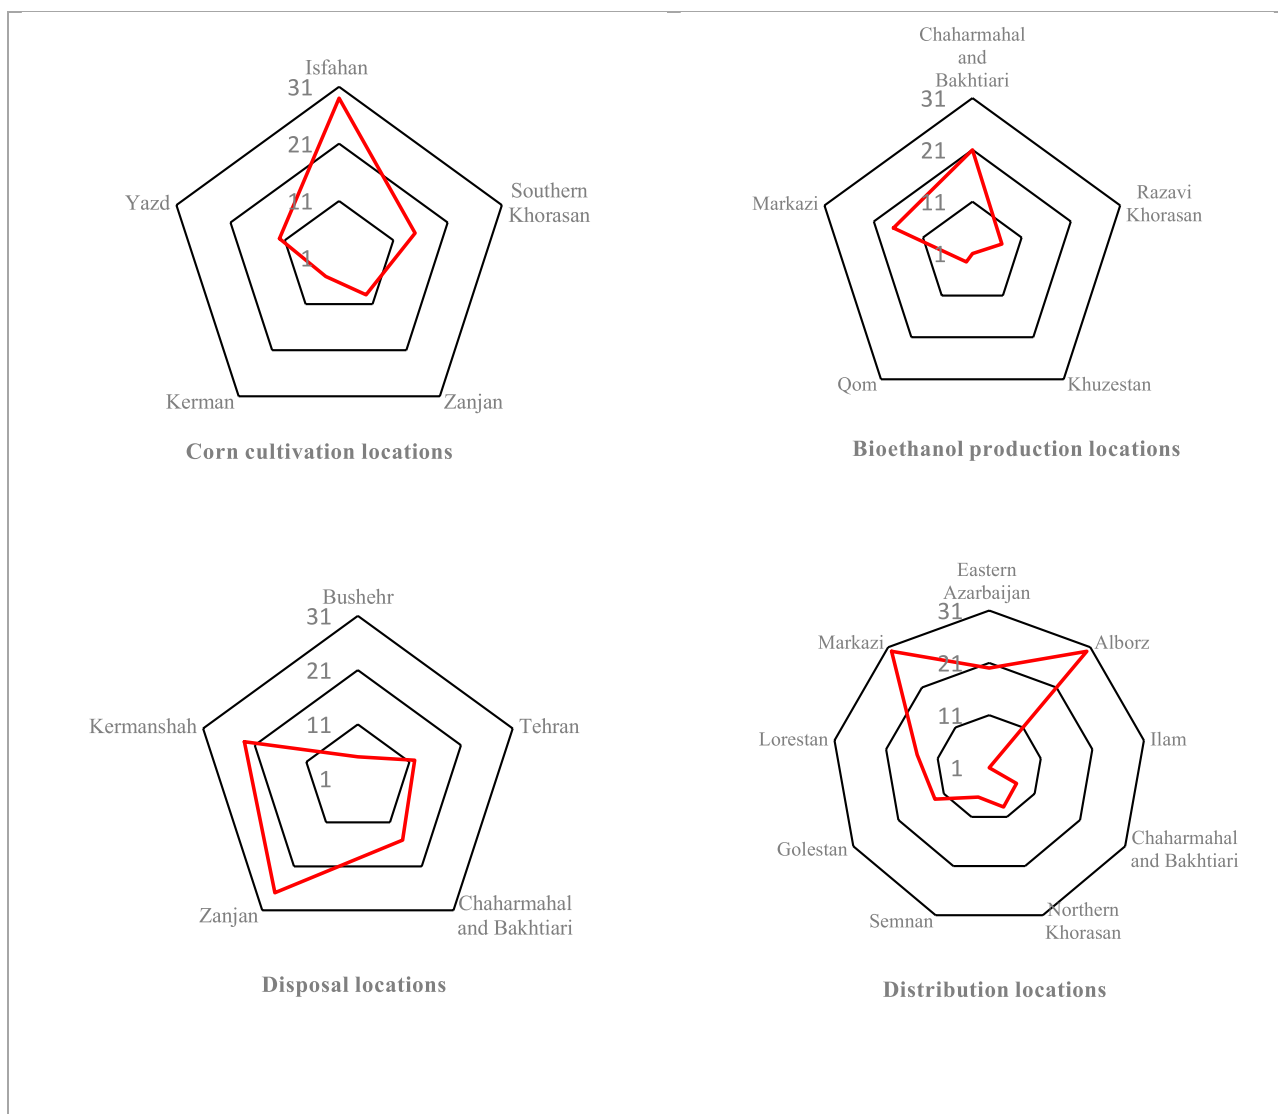 Isfahan
31
21
11
1
Southern
Khorasan
Zanjan
Kerman
Yazd
Corn cultivation locations
Chaharmahal
and
Bakhtiari
31
21
11
1
Razavi
Khorasan
Khuzestan
Qom
Markazi
Bioethanol production locations
Bushehr
31
21
11
1
Tehran
Chaharmahal
and Bakhtiari
Zanjan
Kermanshah
Disposal locations
Eastern
Azarbaijan
31
21
11
1
Alborz
Ilam
Chaharmahal
and Bakhtiari
Northern
Khorasan
Semnan
Golestan
Lorestan
Markazi
Distribution locations